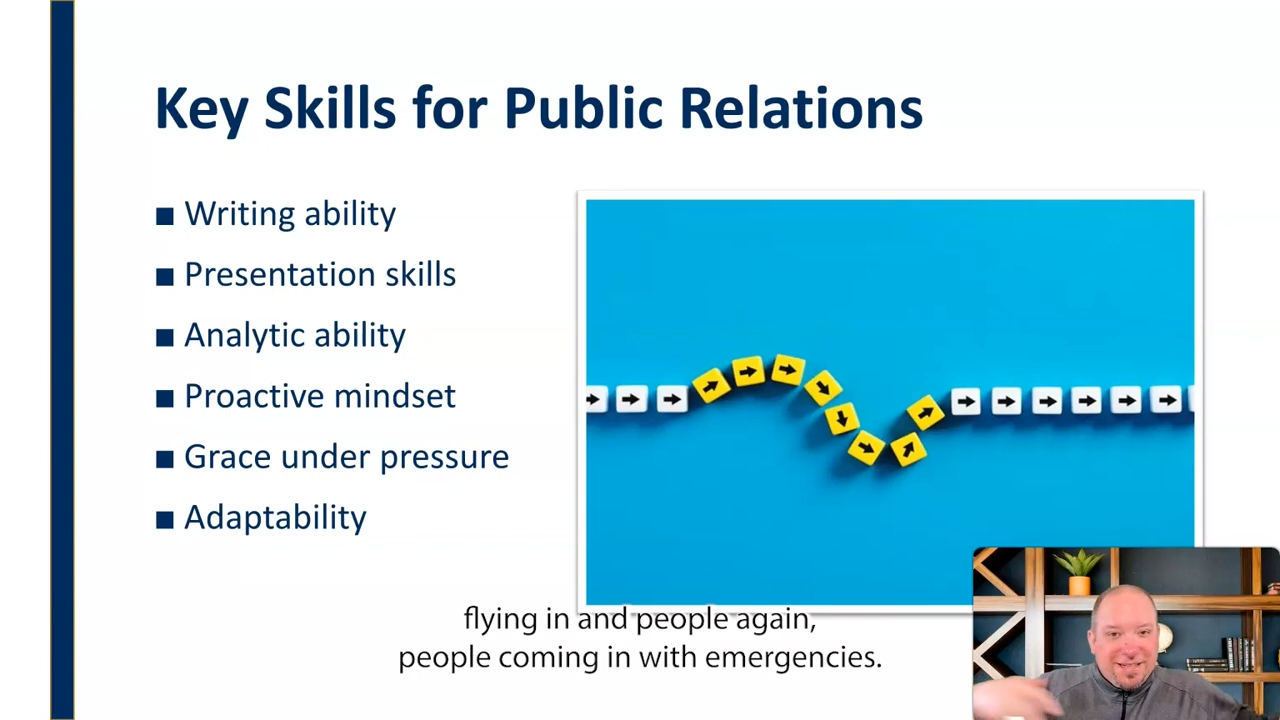 Key Skills for Public Relations
■ Writing ability
■ Presentation skills
■ Analytic ability
■ Proactive mindset
■ Grace under pressure
■ Adaptability
flying in and people again,
people coming in with emergencies.